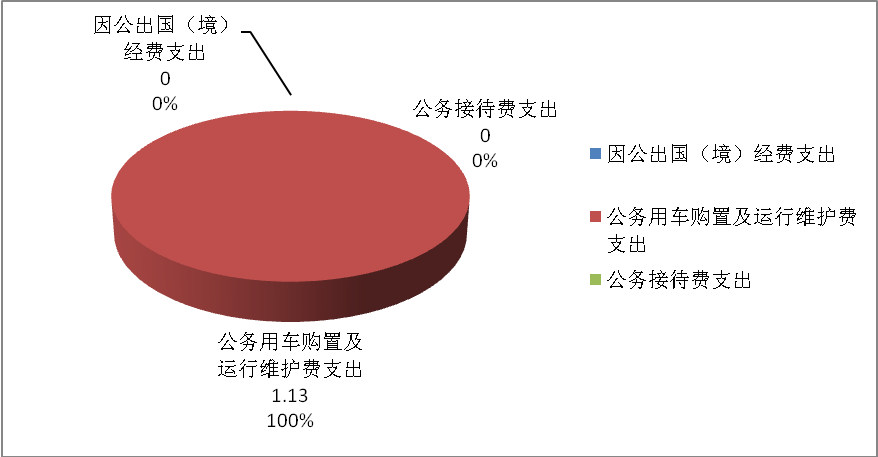 因公出国（境）
经费支出
0
0%
公务接待费支出
0
0%
公务用车购置及
运行维护费支出
1.13
100%
因公出国（境）经费支出
公务用车购置及运行维护费
支出
公务接待费支出